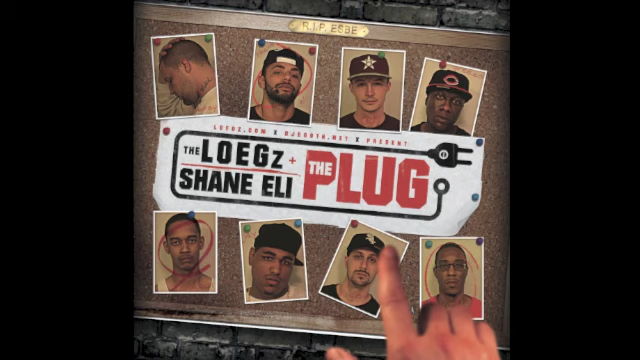 R.I.P. ESBE
LOEGZ.COM X DJBOOTH.NET X PRESENT
THE LOEGz +
SHANE ELI
THE PLUG